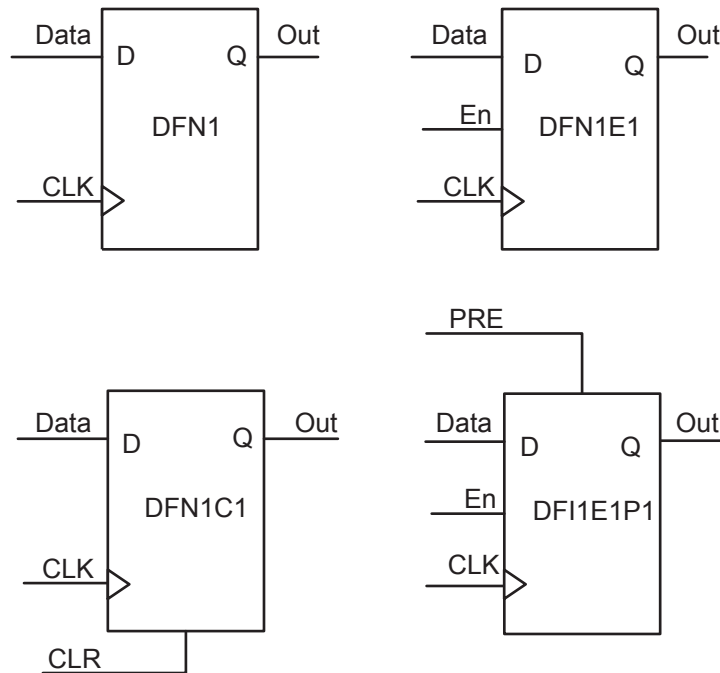 Data
D
Q
Out
DFN1
CLK
Data
D
Q
Out
En
DFN1E1
CLK
Data
D
Q
Out
DFN1C1
CLK
CLR
PRE
Data
D
Q
Out
En
DFI1E1P1
CLK